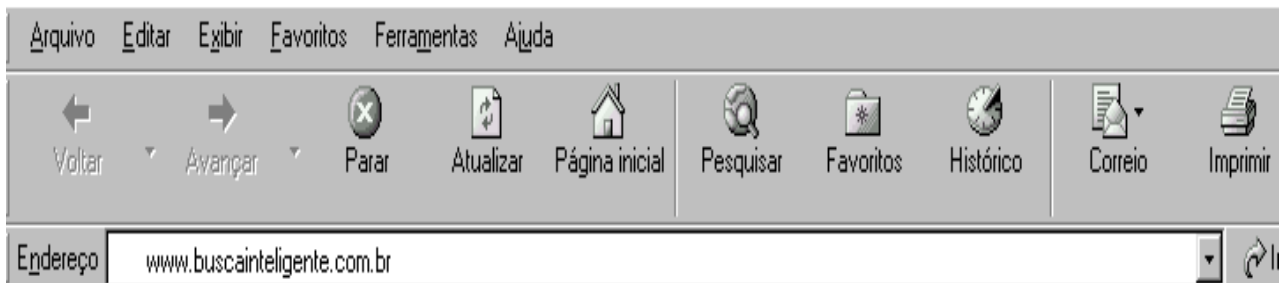 Arquivo Editar Exibir Favoritos Ferramentas Ajuda
Voltar Avançar Parar Atualizar Página inicial Pesquisar Favoritos Histórico Correio Imprimir
Endereço www.buscainteligente.com.br